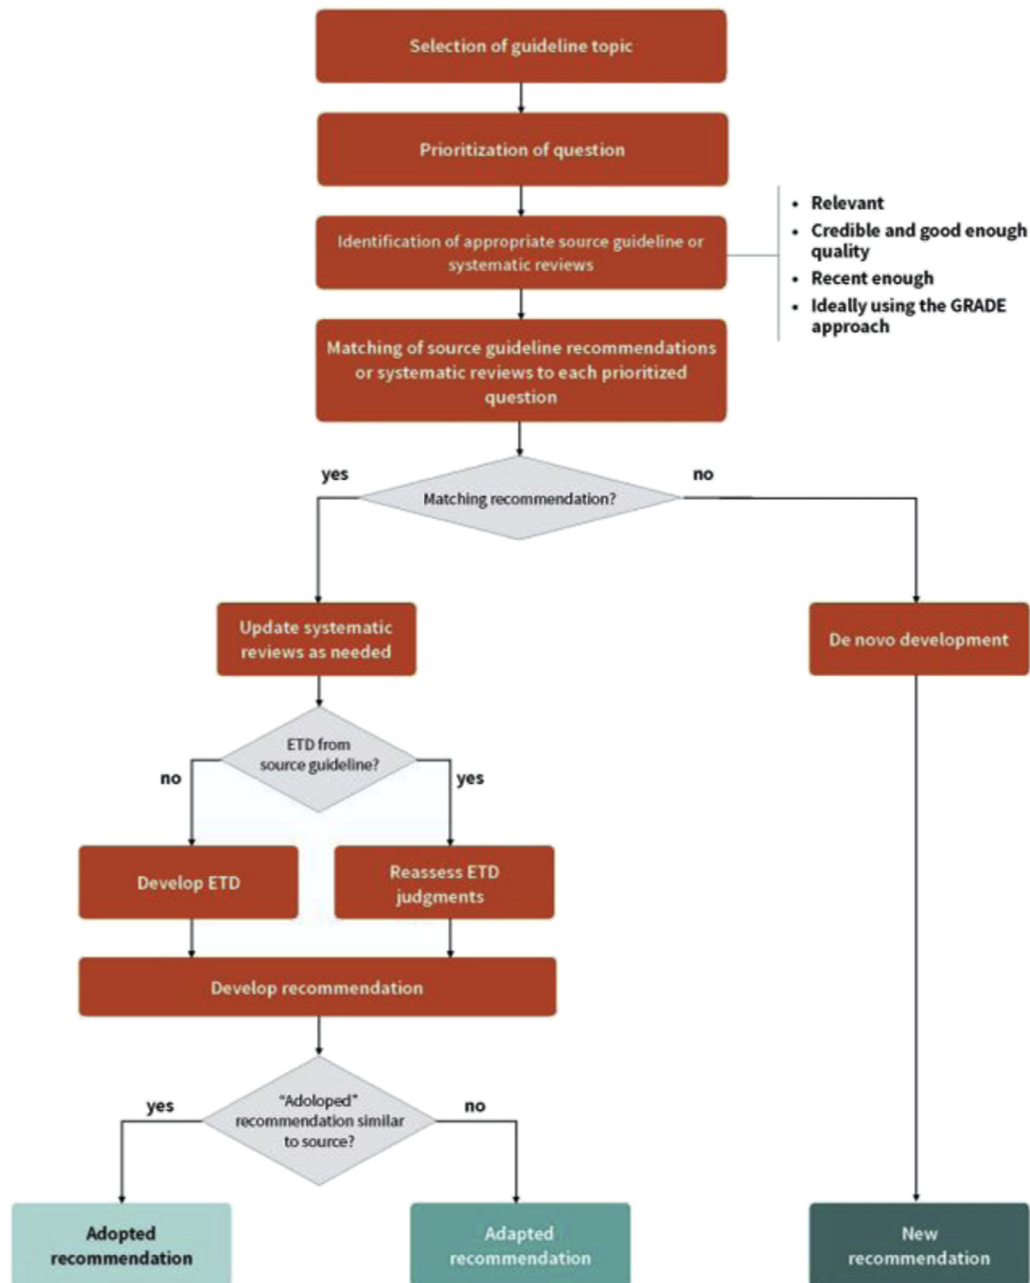 Selection of guideline topic
Prioritization of question
Identification of appropriate source guideline or
systematic reviews
• Relevant
• Credible and good enough
quality
• Recent enough
• Ideally using the GRADE
approach
Matching of source guideline recommendations
or systematic reviews to each prioritized
question
yes
no
Matching recommendation?
Update systematic
reviews as needed
De novo development
ETD from
source guideline?
no
yes
Develop ETD
Reassess ETD
judgments
Develop recommendation
yes
no
“Adoloped”
recommendation similar
to source?
Adopted
recommendation
Adapted
recommendation
New
recommendation